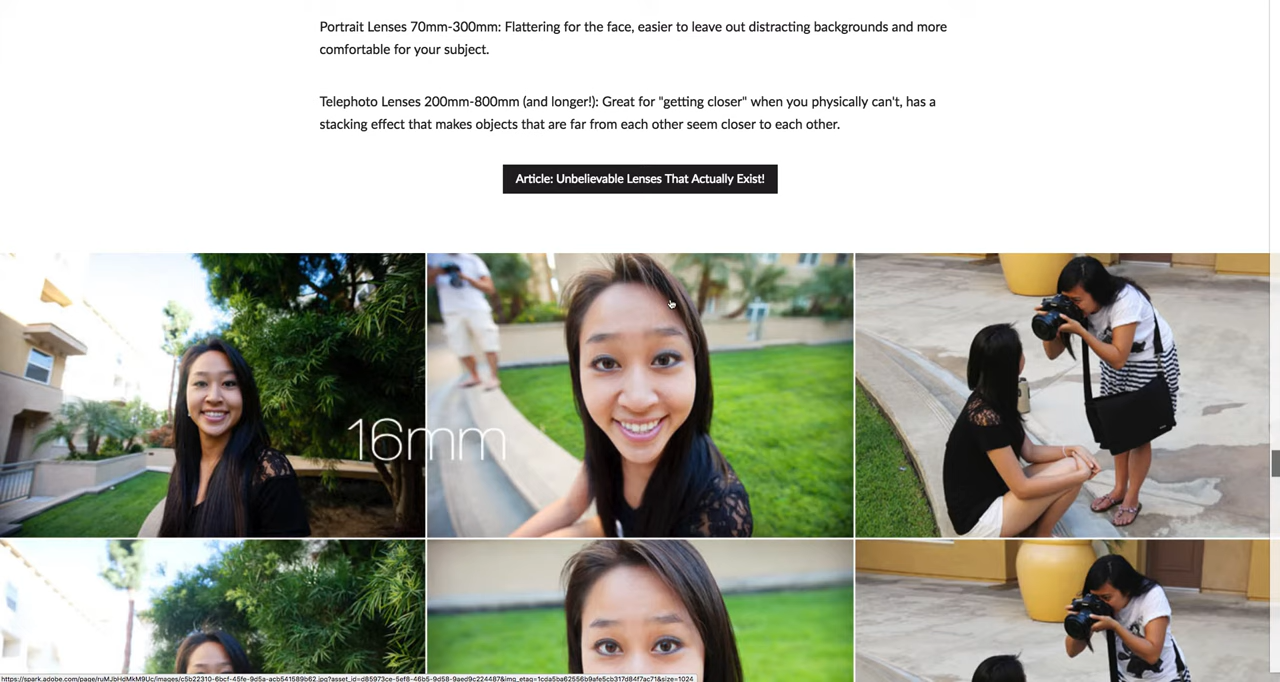 Portrait Lenses 70mm-300mm: Flattering for the face, easier to leave out distracting backgrounds and more
comfortable for your subject.
Telephoto Lenses 200mm-800mm (and longer!): Great for "getting closer" when you physically can't, has a
stacking effect that makes objects that are far from each other seem closer to each other.
Article: Unbelievable Lenses That Actually Exist!
16mm